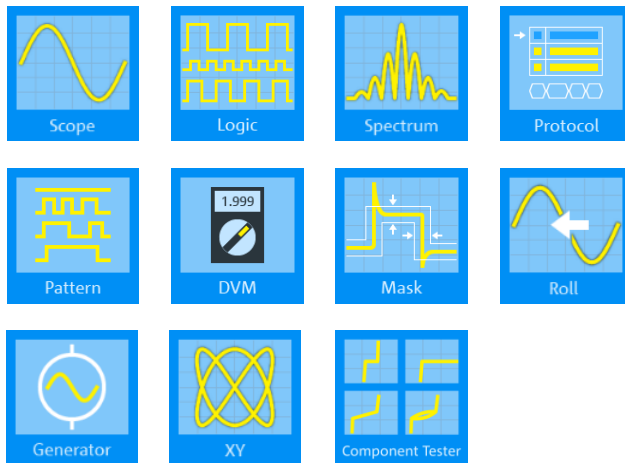 Scope
Logic
Spectrum
Protocol
1.999
Pattern
DVM
Mask
Roll
Generator
XY
Component Tester